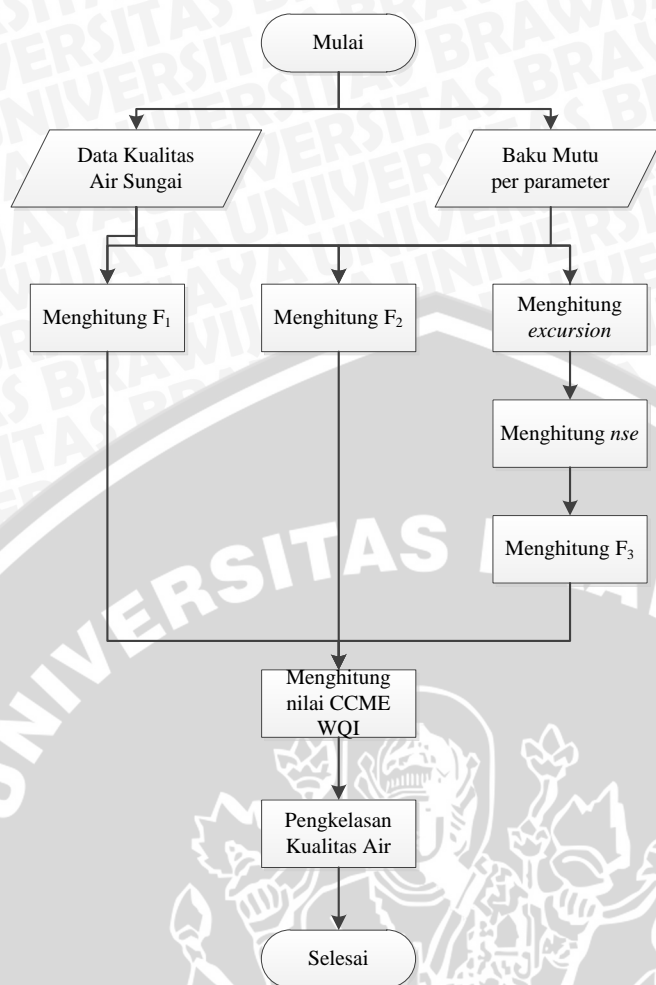 Mulai
Data Kualitas
Air Sungai
Baku Mutu
per parameter
Menghitung F₁
Menghitung F₂
Menghitung
excursion
Menghitung nse
Menghitung F₃
Menghitung
nilai CCME
WQI
Pengkelasan
Kualitas Air
Selesai
UNIVERSITAS